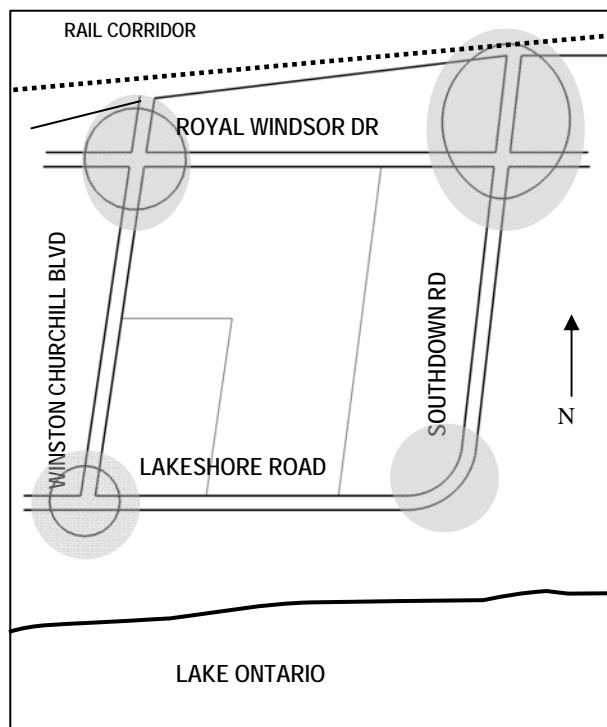 RAIL CORRIDOR
ROYAL WINDSOR DR
WINSTON CHURCHILL BLVD
SOUTHDOWN RD
N
LAKESHORE ROAD
LAKE ONTARIO